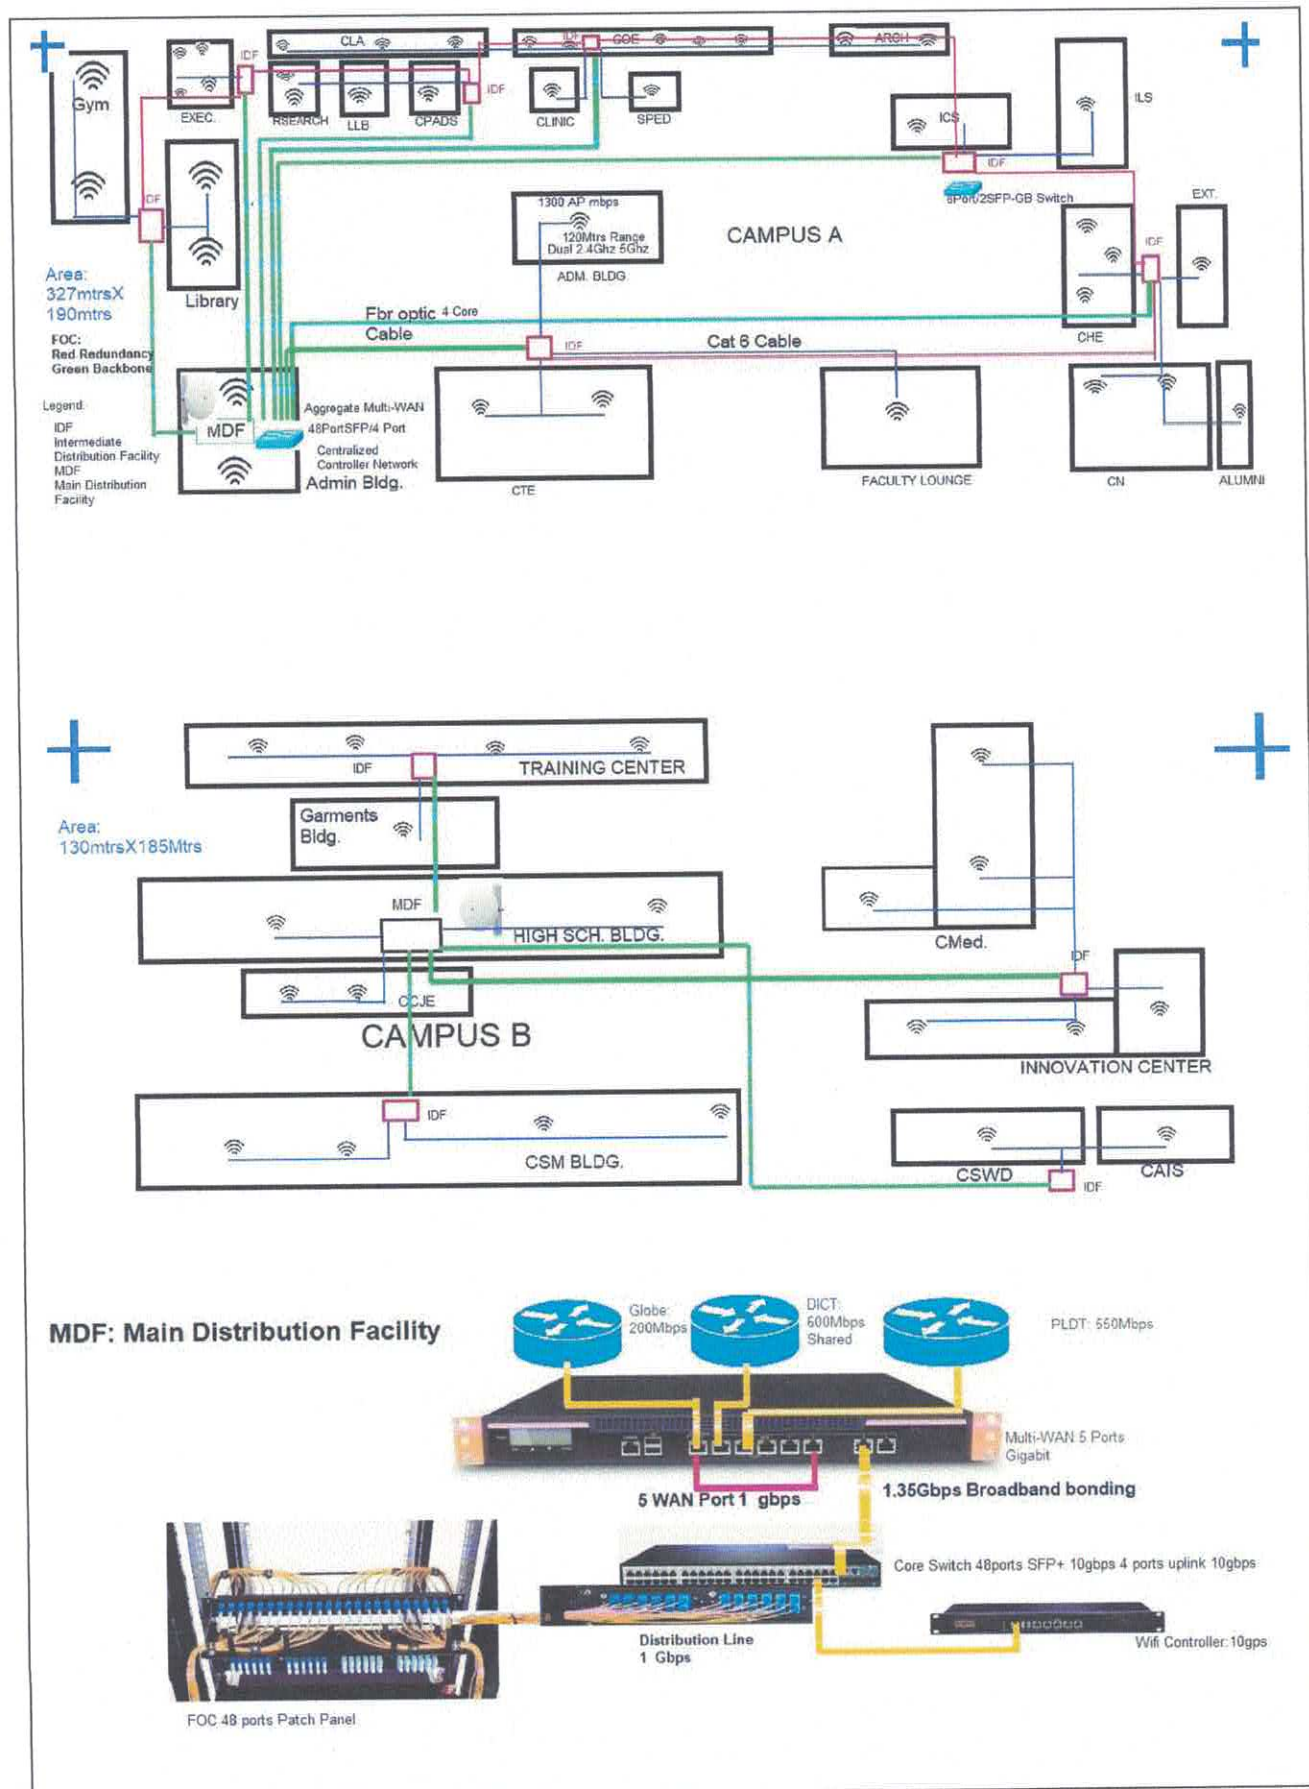 CLA
IDF
COE
ARCH
IDF
Gym
EXEC.
RSEARCH
LLB
CPADS
IDF
CLINIC
SPED
ICS
ILS
IDF
8Port/2SFP-GB Switch
DF
Library
1300 AP mbps
120Mtrs Range
Dual 2.4Ghz 5Ghz
ADM. BLDG.
CAMPUS A
EXT.
IDF
CHE
Area:
327mtrsX
190mtrs
FOC:
Red Redundancy
Green Backbone
Fbr optic 4 Core
Cable
IDF
Cat 6 Cable
Legend:
IDF
Intermediate
Distribution Facility
MDF
Main Distribution
Facility
MDF
Aggregate Multi-WAN
48PortSFP/4 Port
Centralized
Controller Network
Admin Bldg.
CTE
FACULTY LOUNGE
CN
ALUMNI
IDF
TRAINING CENTER
Area:
130mtrsX185Mtrs
Garments
Bldg.
MDF
HIGH SCH. BLDG.
CMed.
IDF
CCJE
CAMPUS B
INNOVATION CENTER
IDF
CSM BLDG.
CSWD
CAIS
IDF
MDF: Main Distribution Facility
Globe:
200Mbps
DICT:
600Mbps
Shared
PLDT: 550Mbps
Multi-WAN 5 Ports
Gigabit
5 WAN Port 1 gbps
1.35Gbps Broadband bonding
Core Switch 48ports SFP+ 10gbps 4 ports uplink 10gbps
Distribution Line
1 Gbps
Wifi Controller:10gps
FOC 48 ports Patch Panel